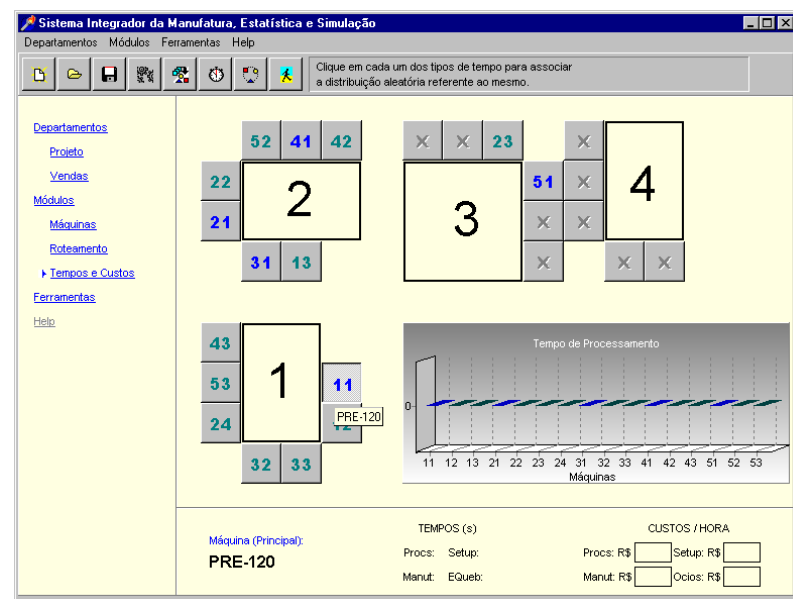 Sistema Integrador da Manufatura, Estatística e Simulação
Departamentos Módulos Ferramentas Help
Clique em cada um dos tipos de tempo para associar
a distribuição aleatória referente ao mesmo.
Departamentos
Projeto
Vendas
Módulos
Máquinas
Roteamento
Tempos e Custos
Ferramentas
Help
52 41 42
22
21
2
31 13
X X 23
3
51
X
X
X
X X
X
4
X X
43
53
24
1
11
12
PRE-120
32 33
Tempo de Processamento
0
11 12 13 21 22 23 24 31 32 33 41 42 43 51 52 53
Máquinas
Máquina (Principal):
PRE-120
TEMPOS (s)
Procs: Setup:
Manut: EQueb:
CUSTOS / HORA
Procs: R$ Setup: R$
Manut: R$ Ocios: R$